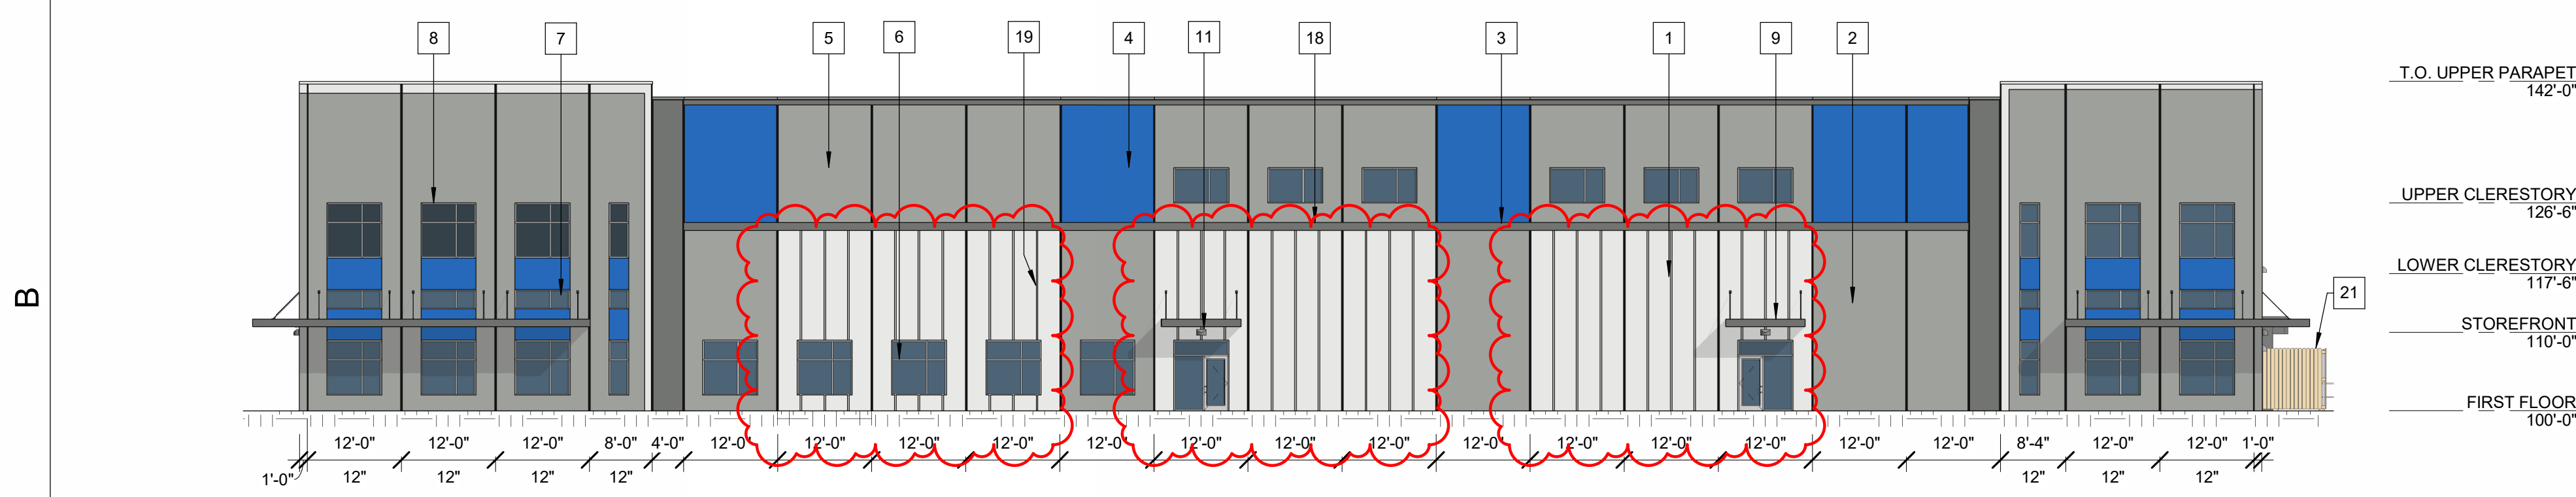 8
7
5
6
19
4
11
18
3
1
9
2
T.O. UPPER PARAPET
142'-0"
UPPER CLERESTORY
126'-6"
LOWER CLERESTORY
117'-6"
21
B
STOREFRONT
110'-0"
FIRST FLOOR
100'-0"
12'-0" 12'-0" 12'-0" 8'-0" 4'-0" 12'-0" 12'-0" 12'-0" 12'-0" 12'-0" 12'-0" 12'-0" 12'-0" 12'-0" 12'-0" 12'-0" 12'-0" 12'-0" 12'-0" 8'-4" 12'-0" 12'-0" 1'-0"
1'-0" 12" 12" 12" 12" 12" 12" 12"